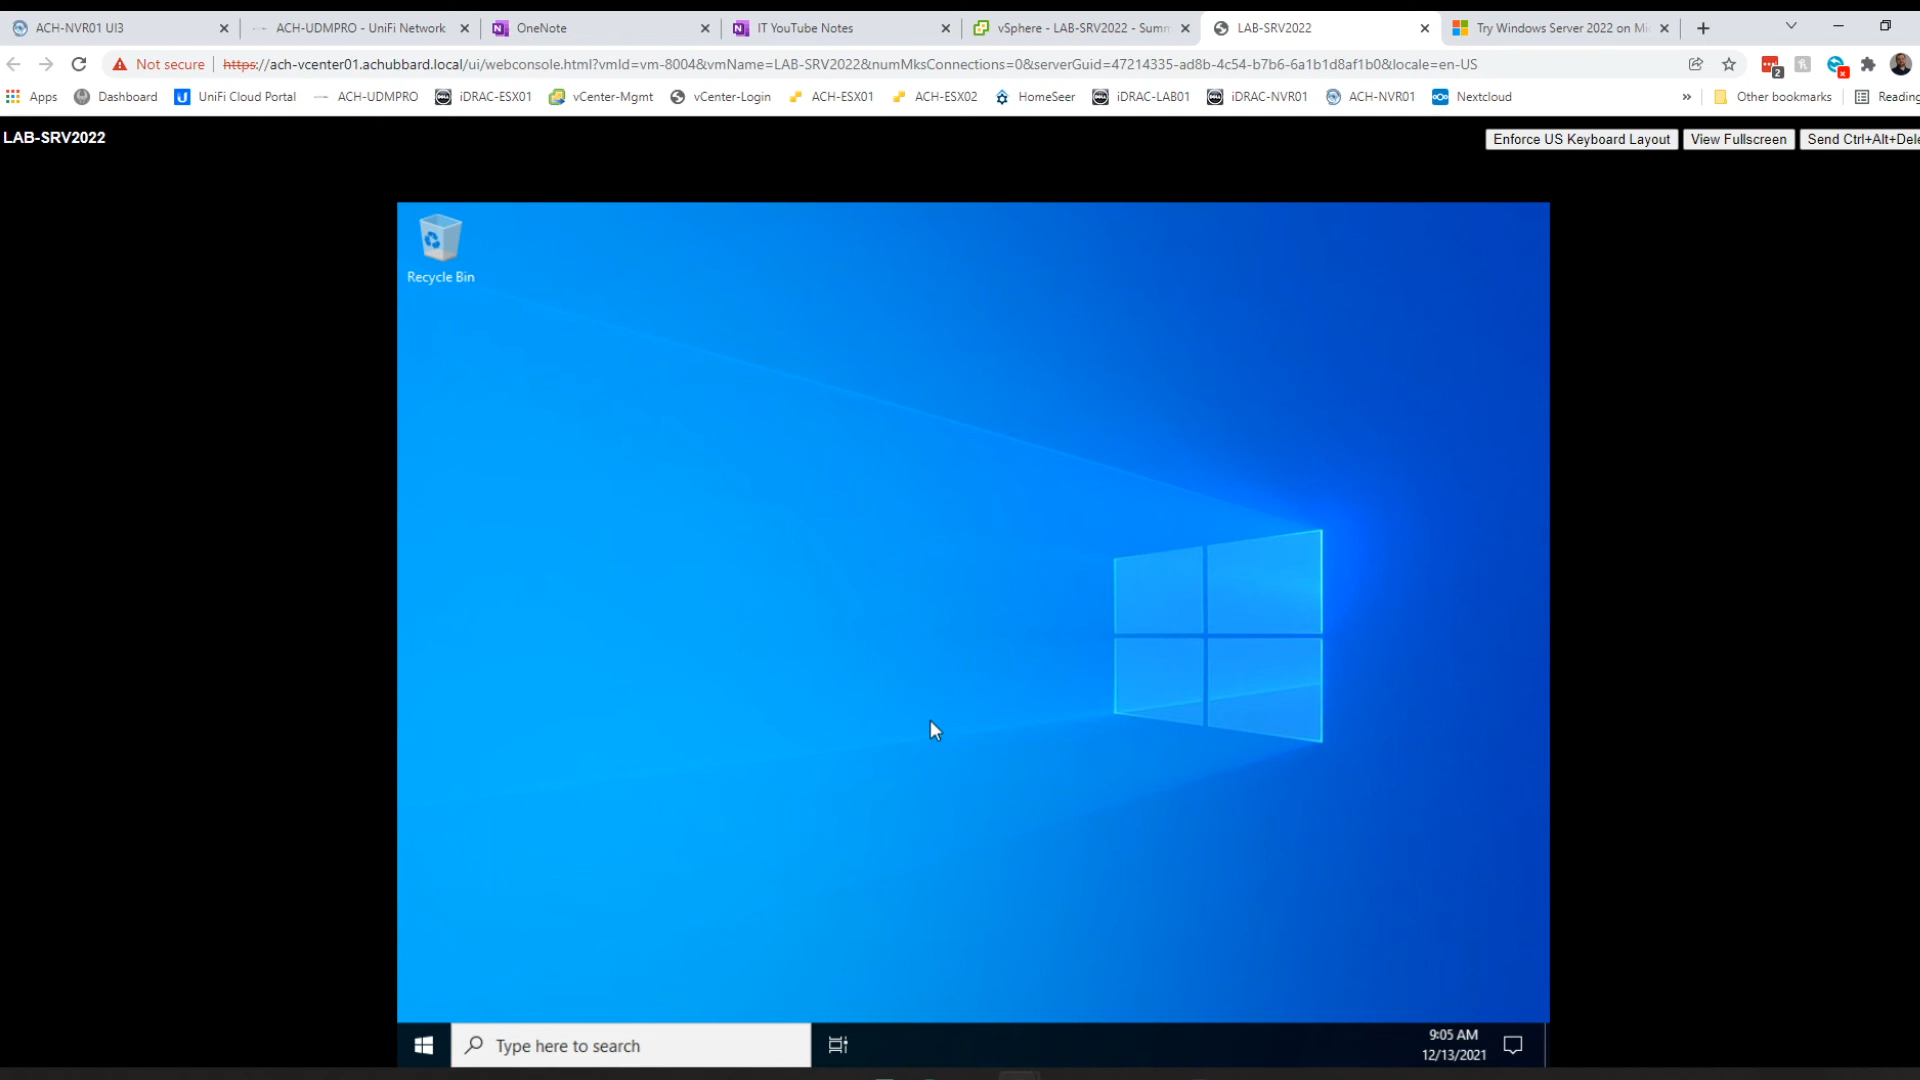 ACH-NVR01 UI3
ACH-UDMPRO - UniFi Network
OneNote
IT YouTube Notes
vSphere - LAB-SRV2022 - Summ
LAB-SRV2022
Try Windows Server 2022 on Mi
Not secure
https://ach-vcenter01.achubbard.local/ui/webconsole.html?vmId=vm-8004&vmName=LAB-SRV2022&numMksConnections=0&serverGuid=47214335-ad8b-4c54-b7b6-6a1b1d8af1b0&locale=en-US
2
Apps
Dashboard
UniFi Cloud Portal
ACH-UDMPRO
iDRAC-ESX01
vCenter-Mgmt
vCenter-Login
ACH-ESX01
ACH-ESX02
HomeSeer
iDRAC-LAB01
iDRAC-NVR01
ACH-NVR01
Nextcloud
»
Other bookmarks
Reading
LAB-SRV2022
Enforce US Keyboard Layout
View Fullscreen
Send Ctrl+Alt+Dele
Recycle Bin
Type here to search
9:05 AM
12/13/2021